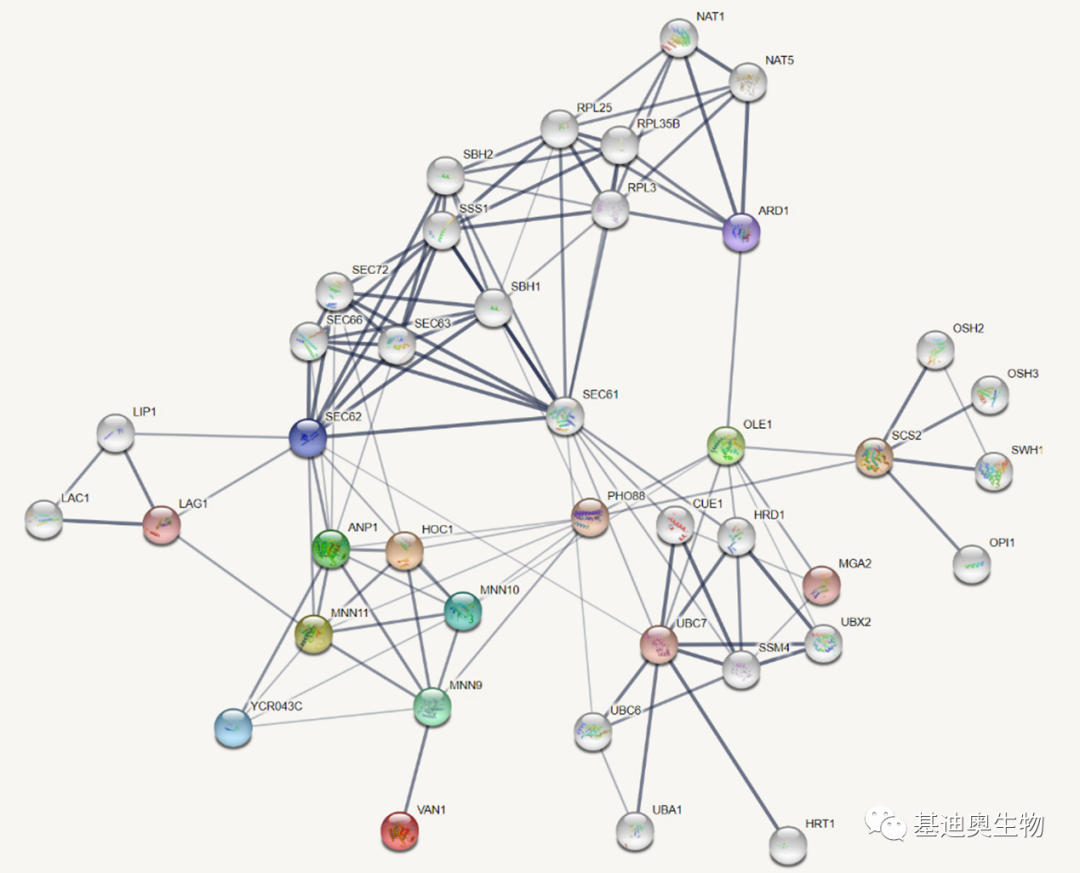 NAT1
NAT5
RPL25
RPL35B
SBH2
RPL3
SSS1
ARD1
SEC72
SBH1
SEC66
SEC63
OSH2
OSH3
SEC61
LIP1
SEC62
OLE1
SCS2
SWH1
LAC1
LAG1
PHO88
CUE1
HRD1
ANP1
HOC1
OPI1
MGA2
MNN10
MNN11
UBC7
UBX2
SSM4
MNN9
YCR043C
UBC6
VAN1
UBA1
HRT1
基迪奥生物